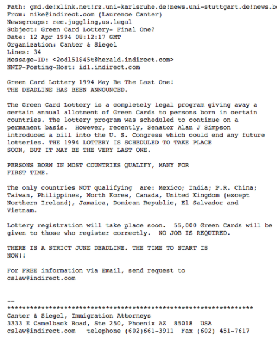 Path: gmd.de!xlink.net!rz.uni-karlsruhe.de!news.uni-stuttgart.de!news.b
From: nike@indirect.com (Laurence Canter)
Newsgroups: rec.juggling,us.legal
Subject: Green Card Lottery- Final One?
Date: 12 Apr 1994 08:12:17 GMT
Organization: Canter & Siegel
Lines: 34
Message-ID: <2od151$45@herald.indirect.com>
NNTP-Posting-Host: id1.indirect.com
Green Card Lottery 1994 May Be The Last One!
THE DEADLINE HAS BEEN ANNOUNCED.
The Green Card Lottery is a completely legal program giving away a
certain annual allotment of Green Cards to persons born in certain
countries. The lottery program was scheduled to continue on a
permanent basis. However, recently, Senator Alan J Simpson
introduced a bill into the U. S. Congress which could end any future
lotteries. THE 1994 LOTTERY IS SCHEDULED TO TAKE PLACE
SOON, BUT IT MAY BE THE VERY LAST ONE.
PERSONS BORN IN MOST COUNTRIES QUALIFY, MANY FOR
FIRST TIME.
The only countries NOT qualifying are: Mexico; India; P.R. China;
Taiwan, Philippines, North Korea, Canada, United Kingdom (except
Northern Ireland), Jamaica, Dominican Republic, El Salvador and
Vietnam.
Lottery registration will take place soon. 55,000 Green Cards will be
given to those who register correctly. NO JOB IS REQUIRED.
THERE IS A STRICT JUNE DEADLINE. THE TIME TO START IS
NOW!!
For FREE information via Email, send request to
cslaw@indirect.com
--
*****************************************************************
Canter & Siegel, Immigration Attorneys
3333 E Camelback Road, Ste 250, Phoenix AZ 85018 USA
cslaw@indirect.com telephone (602)661-3911 Fax (602) 451-7617